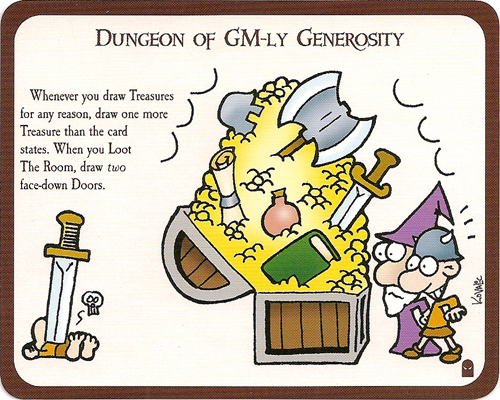 DUNGEON OF GM-LY GENEROSITY
Whenever you draw Treasures
for any reason, draw one more
Treasure than the card
states. When you Loot
The Room, draw two
face-down Doors.
KOVALIC